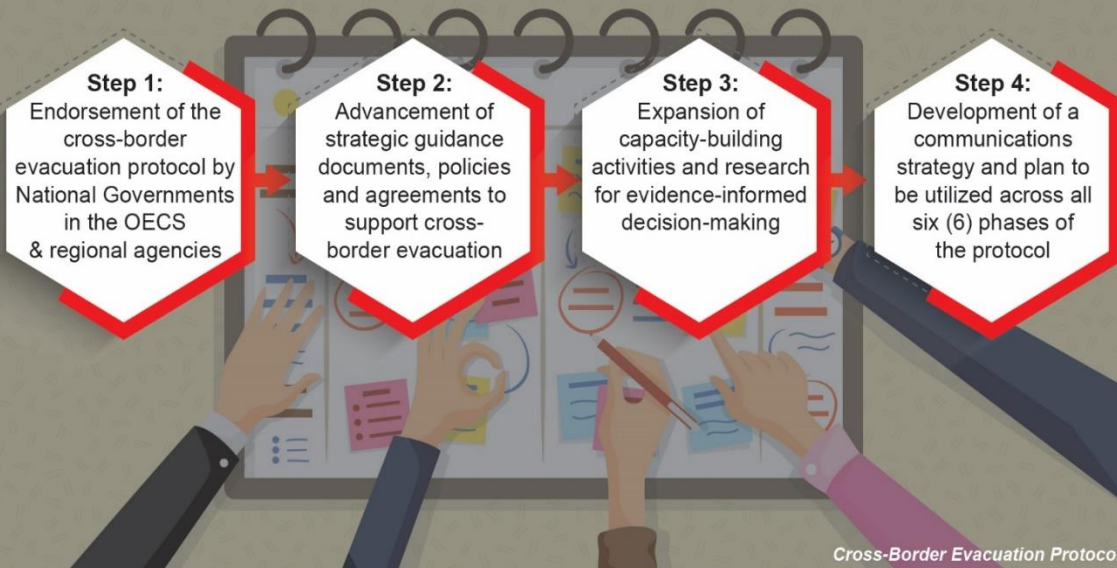 Step 1:
Endorsement of the
cross-border
evacuation protocol by
National Governments
in the OECS
& regional agencies
Step 2:
Advancement of
strategic guidance
documents, policies
and agreements to
support cross-
border evacuation
Step 3:
Expansion of
capacity-building
activities and research
for evidence-informed
decision-making
Step 4:
Development of a
communications
strategy and plan to
be utilized across all
six (6) phases of
the protocol
Cross-Border Evacuation Protoco